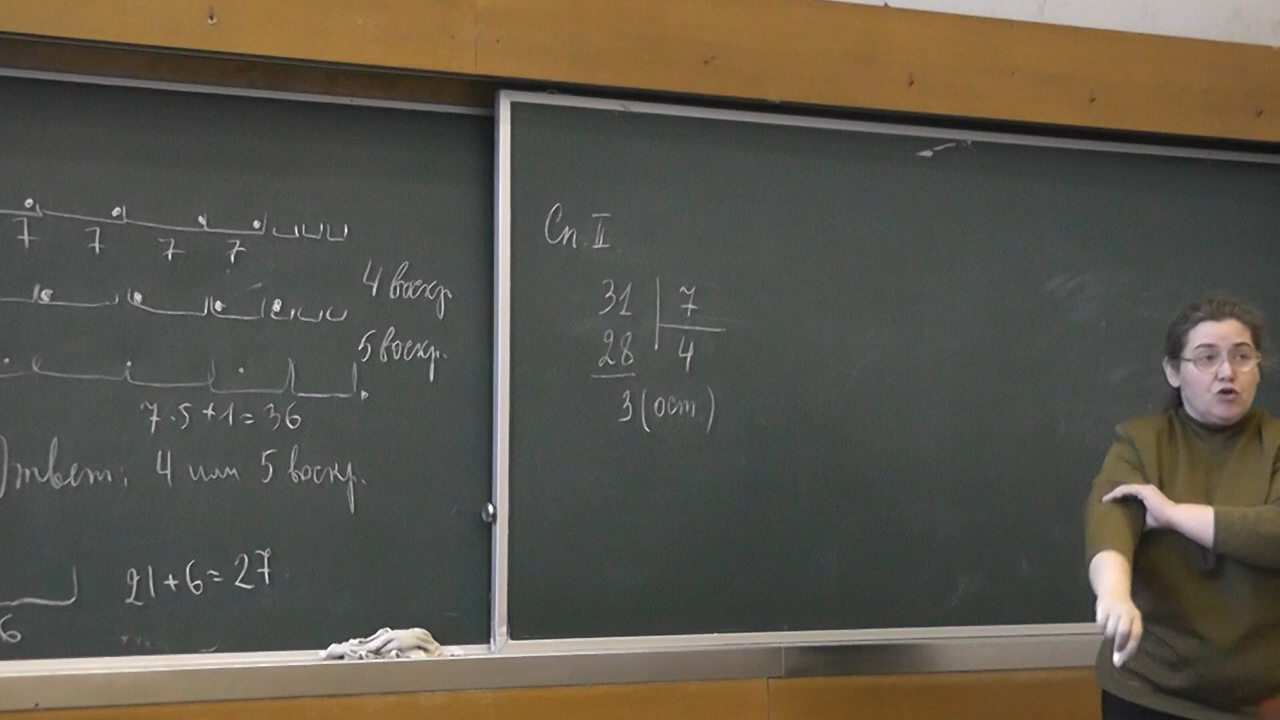 7 7 7 7
4 воскр
5 воскр.
7·5+1=36
Ответ: 4 или 5 воскр.
21+6=27
6
Сп. II
31 7
28 4
3 (ост)